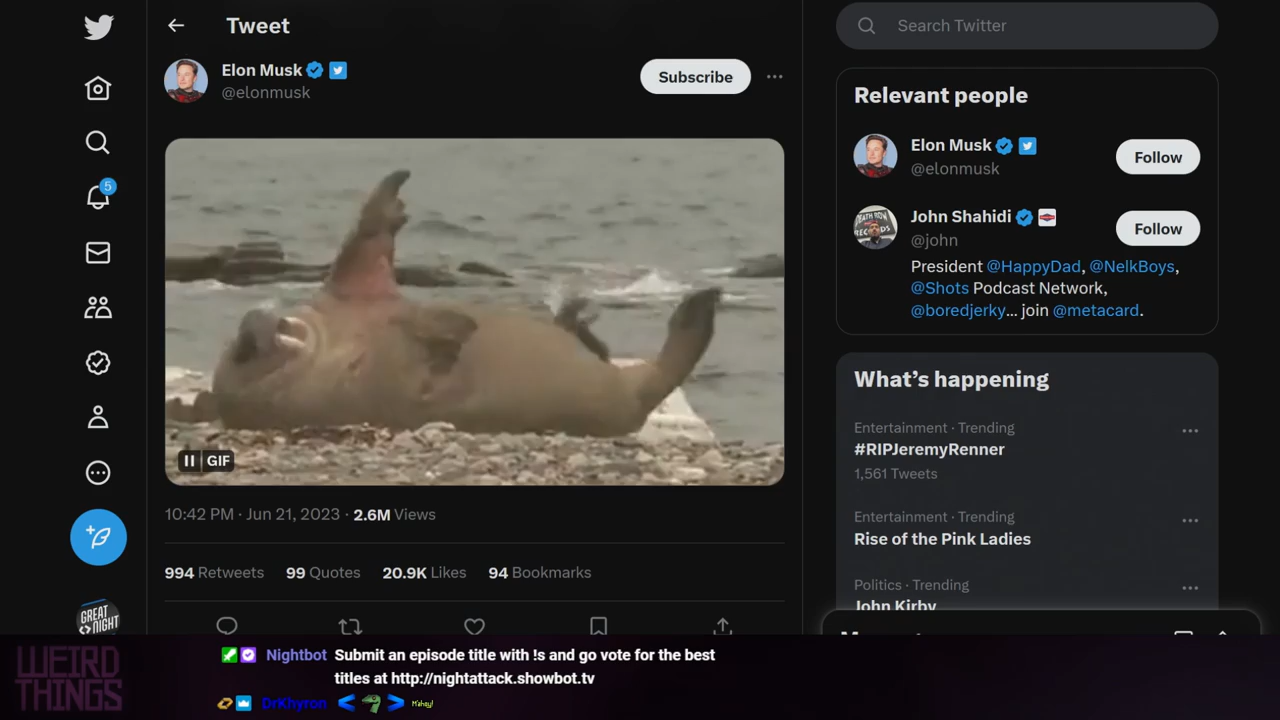 Tweet
Elon Musk
@elonmusk
Subscribe
GIF
10:42 PM · Jun 21, 2023 · 2.6M Views
994 Retweets 99 Quotes 20.9K Likes 94 Bookmarks
5
GREAT
NIGHT
Search Twitter
Relevant people
Elon Musk
@elonmusk
Follow
John Shahidi
@john
Follow
President @HappyDad, @NelkBoys,
@Shots Podcast Network,
@boredjerky... join @metacard.
What's happening
Entertainment · Trending
#RIPJeremyRenner
1,561 Tweets
Entertainment · Trending
Rise of the Pink Ladies
Politics · Trending
John Kirby
WEIRD
THINGS
Nightbot Submit an episode title with !s and go vote for the best
titles at http://nightattack.showbot.tv
DrKhyron